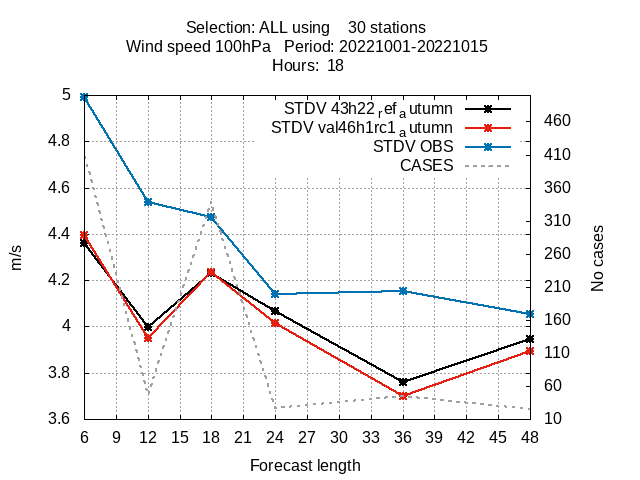 Selection: ALL using 30 stations
Wind speed 100hPa Period: 20221001-20221015
Hours: 18
STDV 43h22refautumn
STDV val46h1rc1autumn
STDV OBS
CASES
5
4.8
4.6
4.4
4.2
4
3.8
3.6
m/s
460
410
360
310
260
210
160
110
60
10
No cases
6 9 12 15 18 21 24 27 30 33 36 39 42 45 48
Forecast length